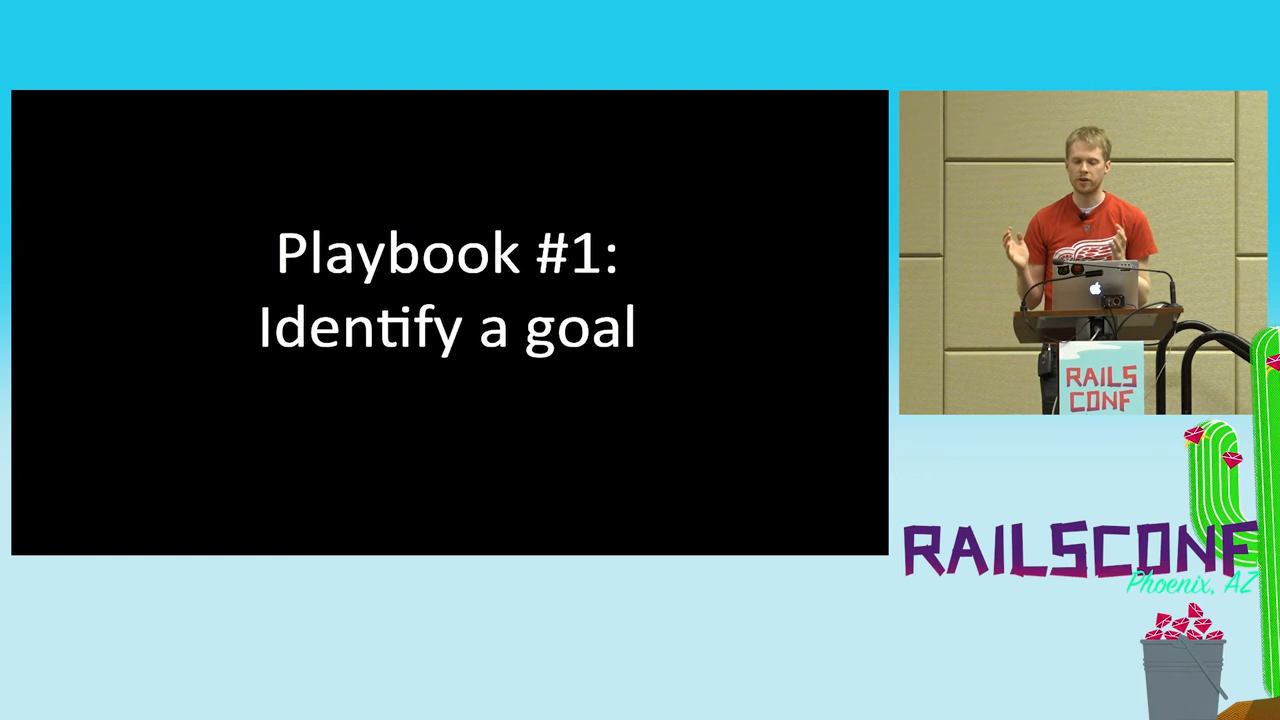 Playbook #1:
Identify a goal
RAILS
CONF
RAILSCONF
Phoenix, AZ